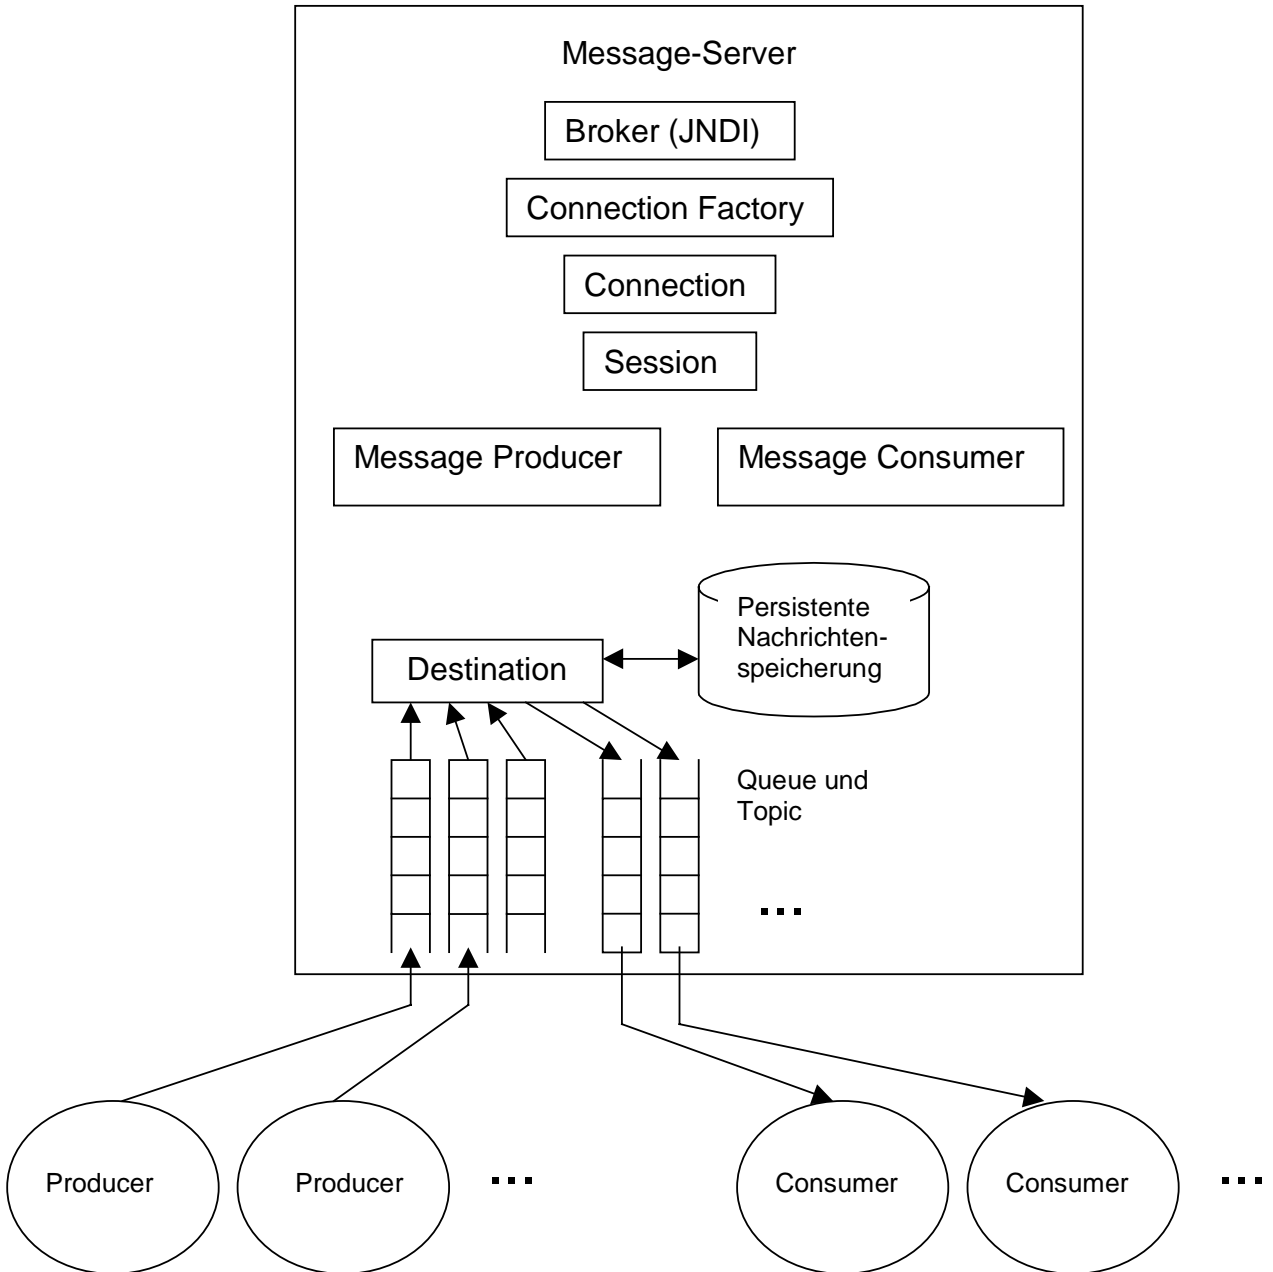 Message-Server
Broker (JNDI)
Connection Factory
Connection
Session
Message Producer
Message Consumer
Persistente
Nachrichten-
speicherung
Destination
Queue und
Topic
...
Producer
Producer
...
Consumer
Consumer
...